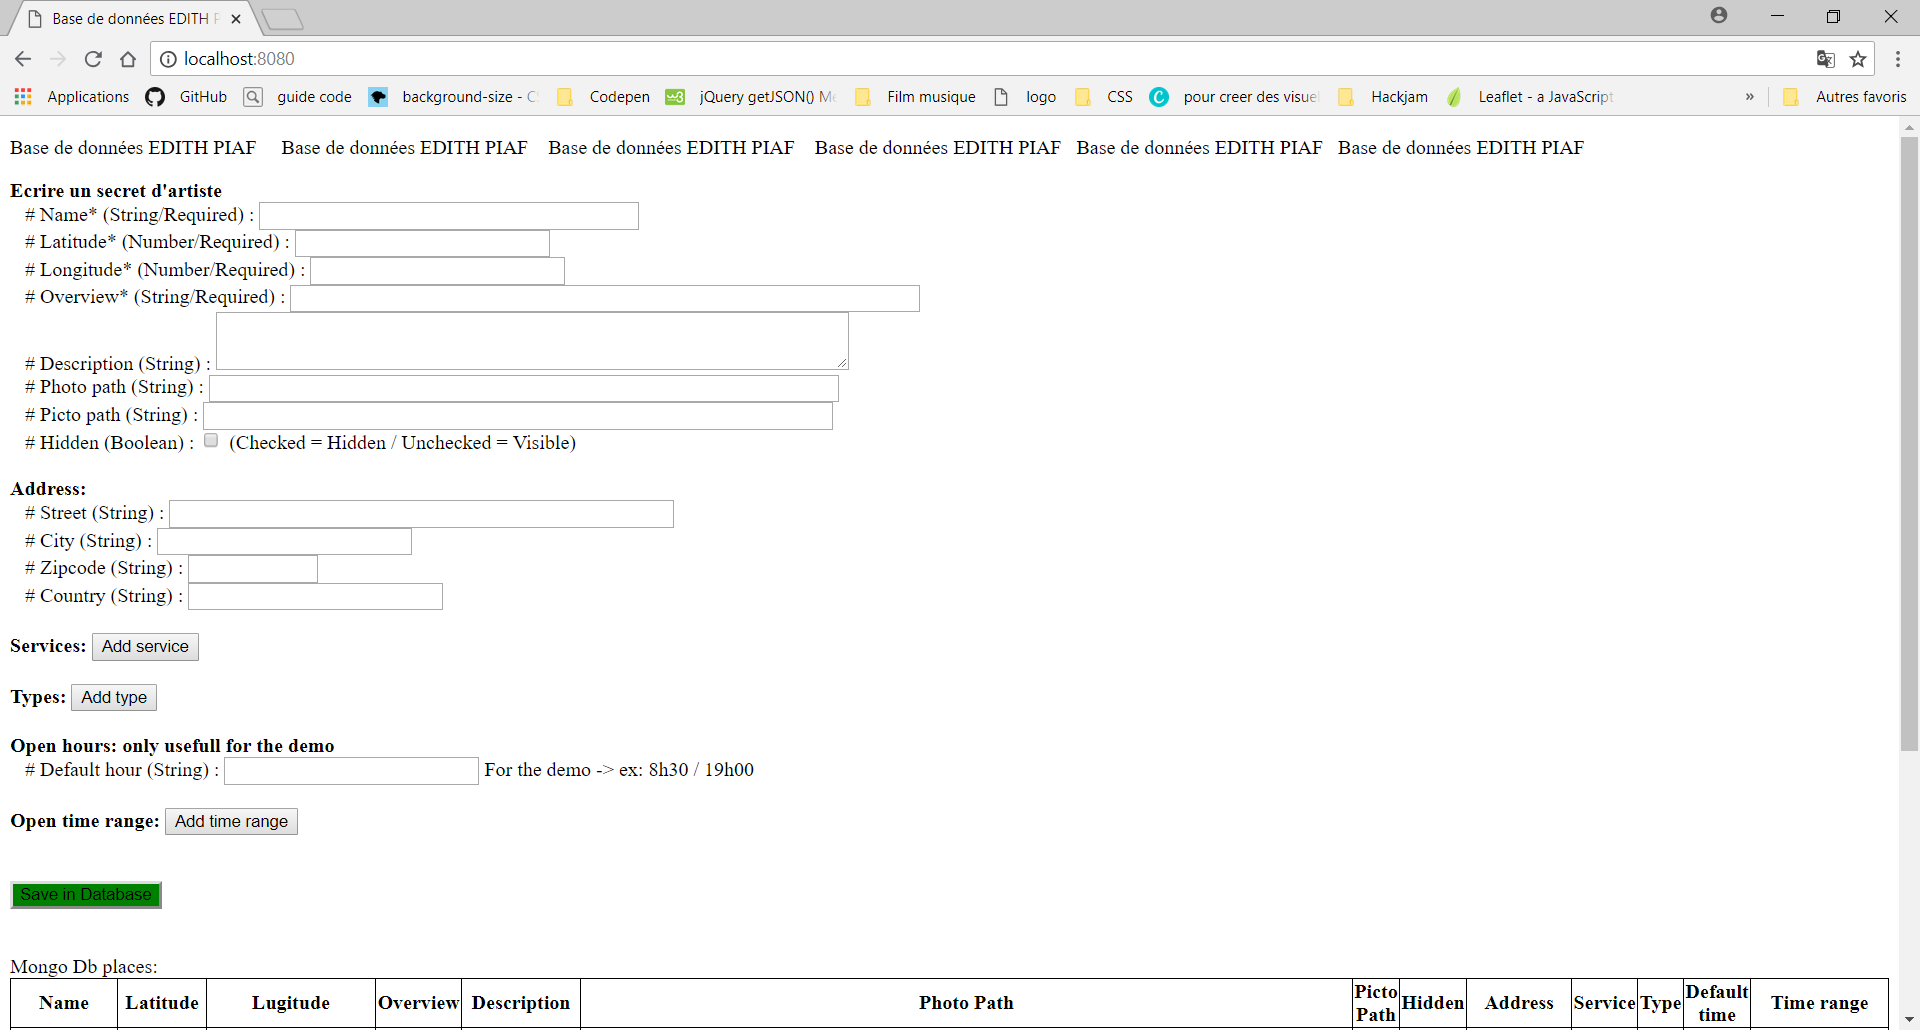 Base de données EDITH P
localhost:8080
Applications GitHub guide code background-size - C Codepen w3 jQuery getJSON() M Film musique logo CSS C pour creer des visue Hackjam Leaflet - a JavaScript » Autres favoris
Base de données EDITH PIAF Base de données EDITH PIAF Base de données EDITH PIAF Base de données EDITH PIAF Base de données EDITH PIAF Base de données EDITH PIAF
Ecrire un secret d'artiste
# Name* (String/Required) :
# Latitude* (Number/Required) :
# Longitude* (Number/Required) :
# Overview* (String/Required) :
# Description (String) :
# Photo path (String) :
# Picto path (String) :
# Hidden (Boolean) : (Checked = Hidden / Unchecked = Visible)
Address:
# Street (String) :
# City (String) :
# Zipcode (String) :
# Country (String) :
Services: Add service
Types: Add type
Open hours: only usefull for the demo
# Default hour (String) : For the demo -> ex: 8h30 / 19h00
Open time range: Add time range
Save in Database
Mongo Db places:
Name Latitude Lugitude Overview Description Photo Path Picto Path Hidden Address Service Type Default time Time range